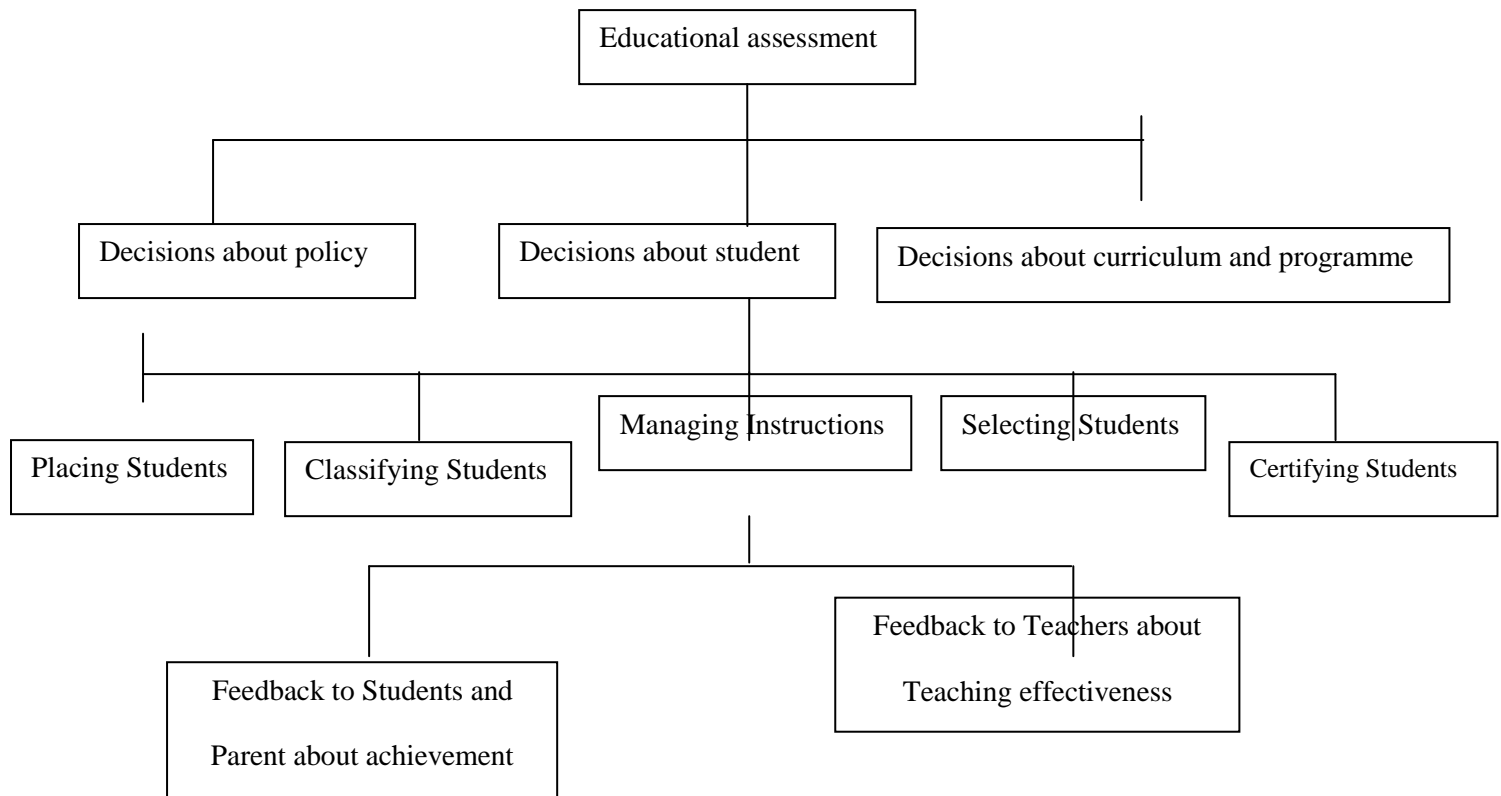 Educational assessment
Decisions about policy
Decisions about student
Decisions about curriculum and programme
Placing Students
Classifying Students
Managing Instructions
Selecting Students
Certifying Students
Feedback to Students and
Parent about achievement
Feedback to Teachers about
Teaching effectiveness